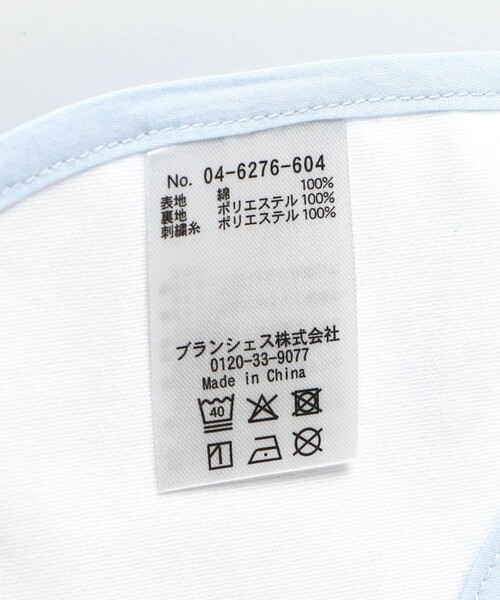 No. 04-6276-604
表地 綿 100%
裏地 ポリエステル 100%
刺繍糸 ポリエステル 100%
ブランシェス株式会社
0120-33-9077
Made in China
40